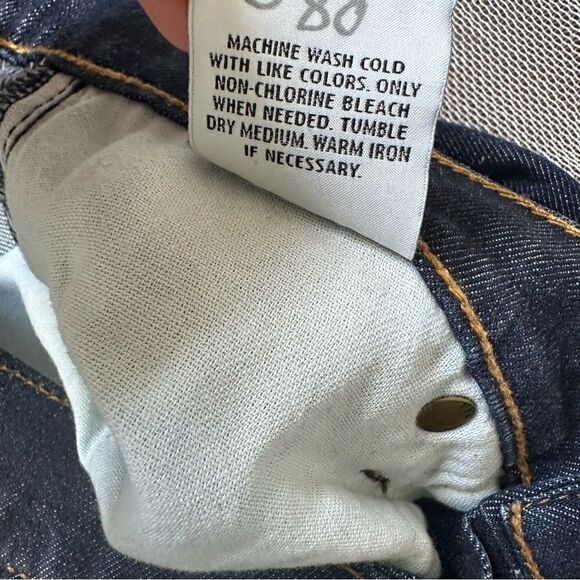 80
MACHINE WASH COLD
WITH LIKE COLORS. ONLY
NON-CHLORINE BLEACH
WHEN NEEDED. TUMBLE
DRY MEDIUM. WARM IRON
IF NECESSARY.